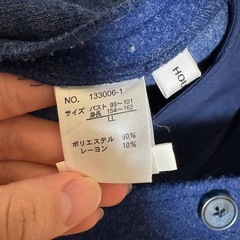 NO. 133006-1
サイズ バスト 93～101
身長 154～162
LL
ポリエステル 90%
レーヨン 10%
HOU